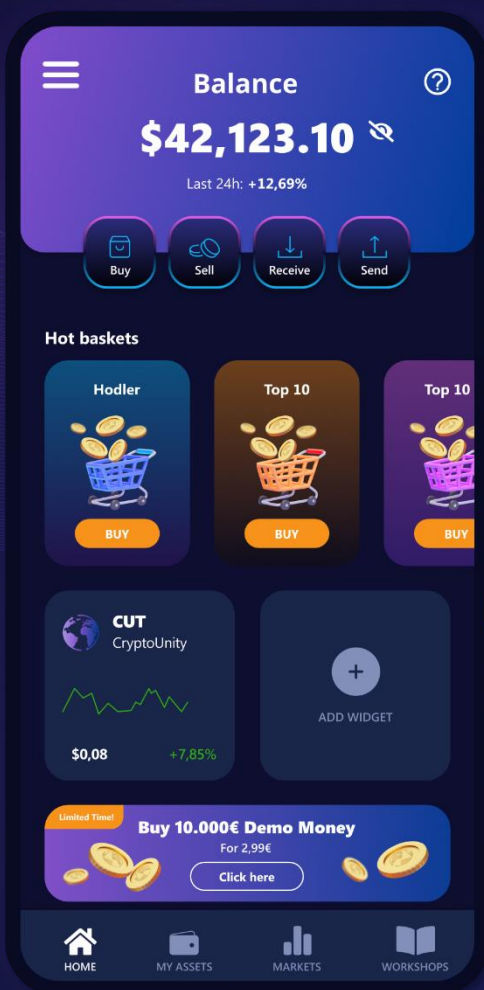 Balance
$42,123.10
Last 24h: +12,69%
Buy Sell Receive Send
Hot baskets
Hodler Top 10 Top 10
BUY BUY BUY
CUT
CryptoUnity
ADD WIDGET
$0,08 +7,85%
Limited Time!
Buy 10.000€ Demo Money
For 2,99€
Click here
HOME MY ASSETS MARKETS WORKSHOPS